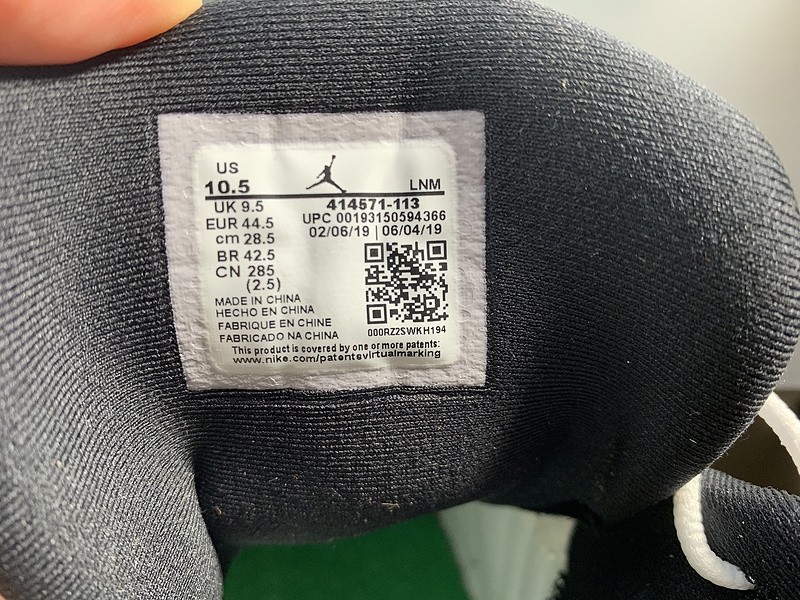 US
10.5 LNM
UK 9.5 414571-113
EUR 44.5 UPC 00193150594366
cm 28.5 02/06/19 | 06/04/19
BR 42.5
CN 285
(2.5)
MADE IN CHINA
HECHO EN CHINA
FABRIQUE EN CHINE
FABRICADO NA CHINA
000RZ2SWKH194
This product is covered by one or more patents:
www.nike.com/patentsvirtualmarking